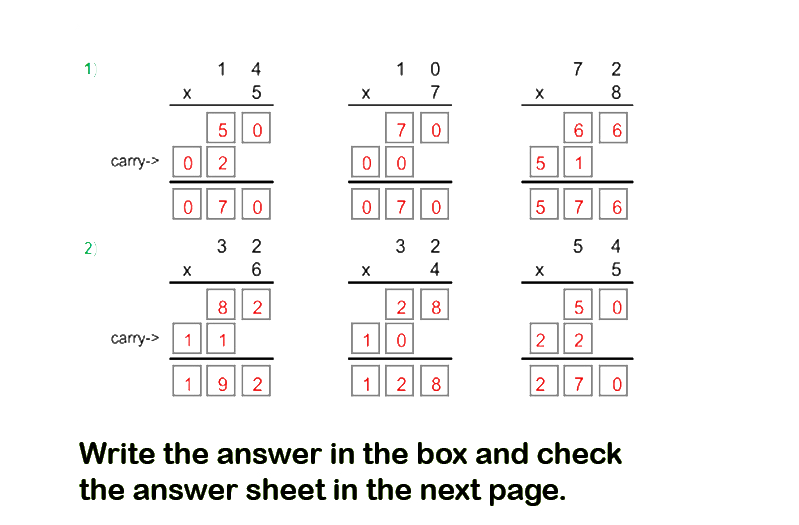 1) 1 4 1 0 7 2
x 5 x 7 x 8
5 0 7 0 6 6
carry-> 0 2 0 0 5 1
0 7 0 0 7 0 5 7 6
2) 3 2 3 2 5 4
x 6 x 4 x 5
8 2 2 8 5 0
carry-> 1 1 1 0 2 2
1 9 2 1 2 8 2 7 0
Write the answer in the box and check
the answer sheet in the next page.